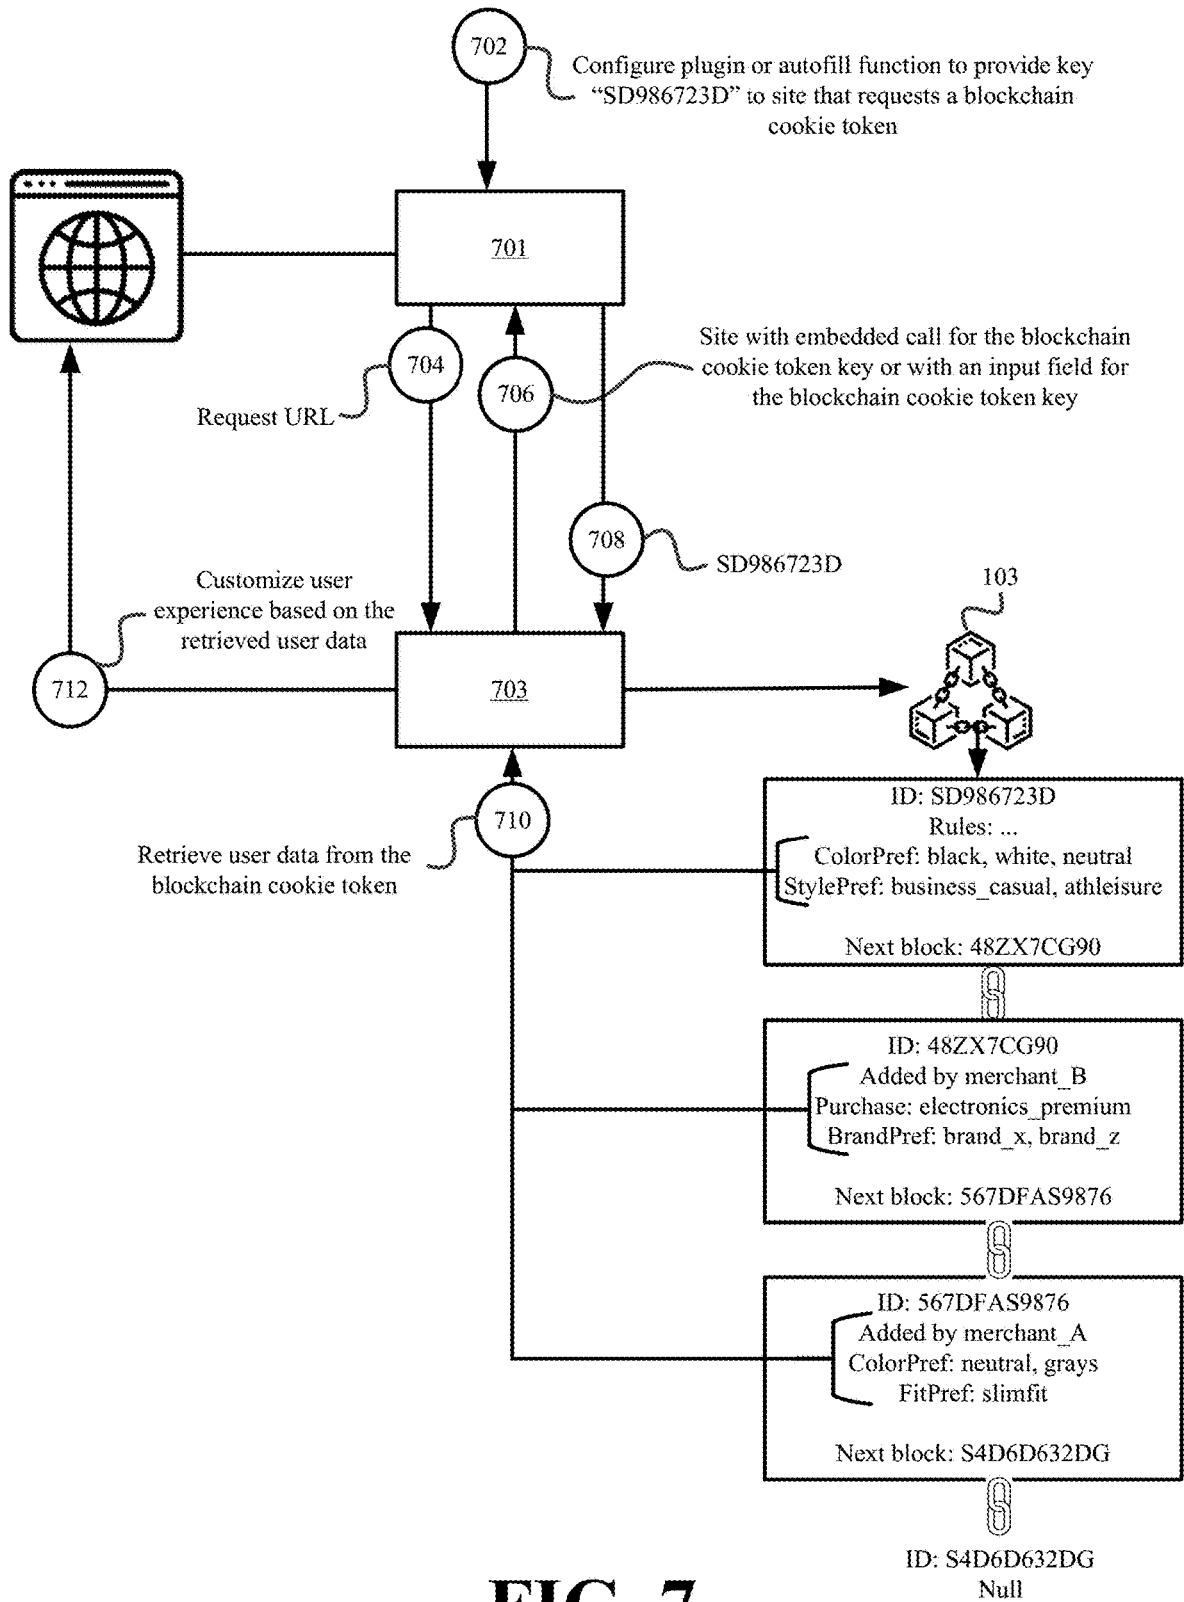 702
Configure plugin or autofill function to provide key
“SD986723D” to site that requests a blockchain
cookie token
701
704
Request URL
706
Site with embedded call for the blockchain
cookie token key or with an input field for
the blockchain cookie token key
708
SD986723D
Customize user
experience based on the
retrieved user data
712
703
103
710
Retrieve user data from the
blockchain cookie token
ID: SD986723D
Rules: ...
ColorPref: black, white, neutral
StylePref: business_casual, athleisure
Next block: 48ZX7CG90
ID: 48ZX7CG90
Added by merchant_B
Purchase: electronics_premium
BrandPref: brand_x, brand_z
Next block: 567DFAS9876
ID: 567DFAS9876
Added by merchant_A
ColorPref: neutral, grays
FitPref: slimfit
Next block: S4D6D632DG
ID: S4D6D632DG
Null
FIG. 7